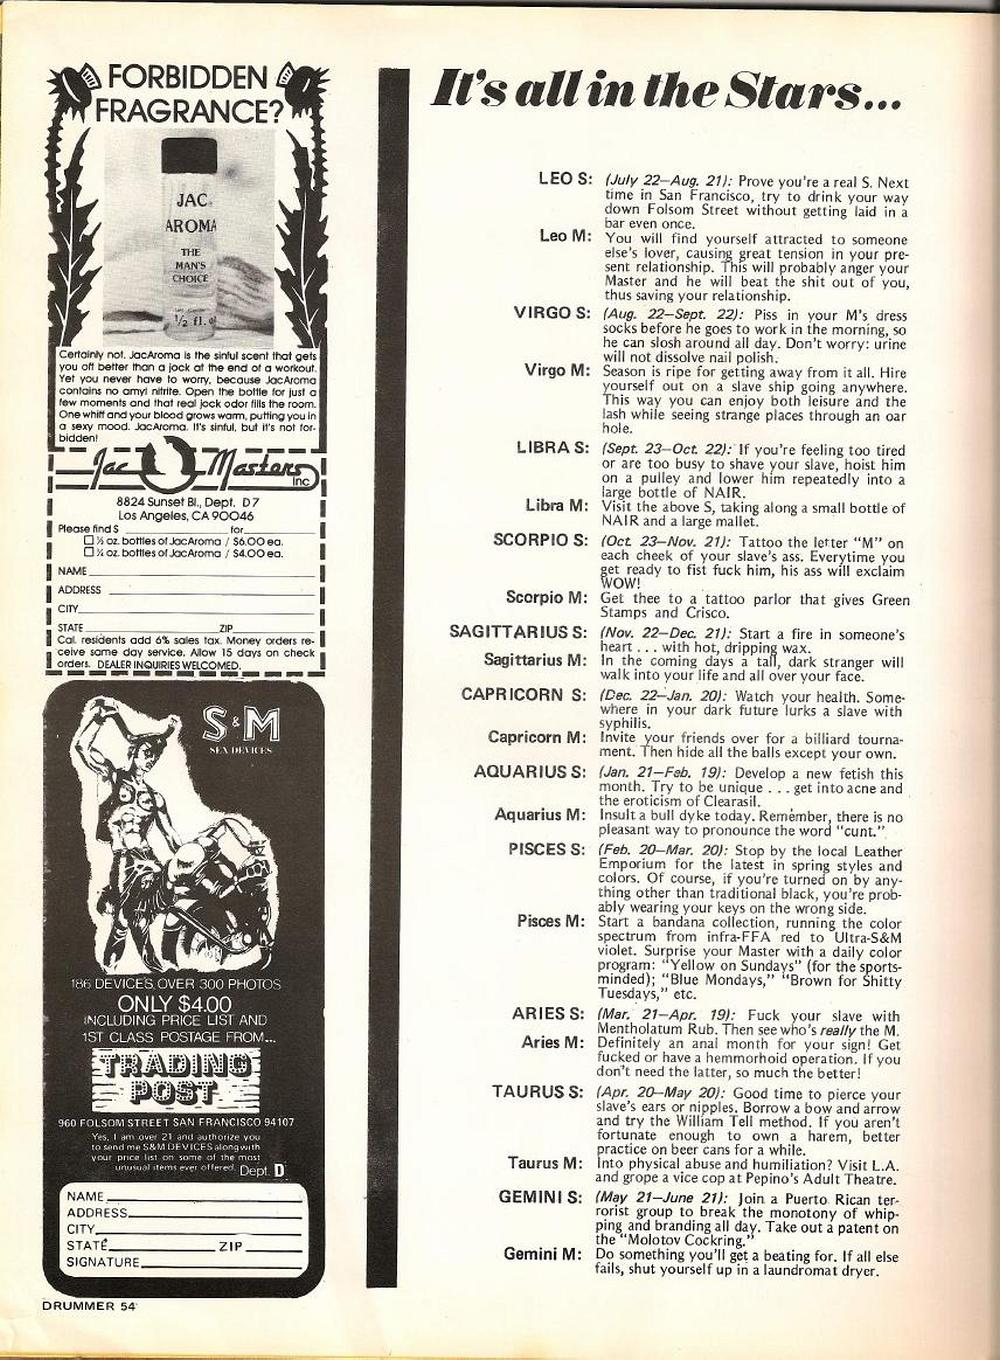 FORBIDDEN
FRAGRANCE?
JAC
AROMA
THE
MAN'S
CHOICE
½ fl. o
Certainly not. JacAroma is the sinful scent that gets
you off better than a jock at the end of a workout.
Yet you never have to worry, because JacAroma
contains no amyl nitrite. Open the bottle for just a
few moments and that real jock odor fills the room.
One whiff and your blood grows warm, putting you in
a sexy mood. JacAroma. It's sinful, but it's not for-
bidden!
Jac Masters Inc
8824 Sunset Bl., Dept. D7
Los Angeles, CA 90046
Please find $ for
½ oz. bottles of JacAroma / $6.00 ea.
¼ oz. bottles of JacAroma / $4.00 ea.
NAME
ADDRESS
CITY
STATE ZIP
Cal. residents add 6% sales tax. Money orders re-
ceive same day service. Allow 15 days on check
orders. DEALER INQUIRIES WELCOMED.
S&M
SEX DEVICES
186 DEVICES, OVER 300 PHOTOS
ONLY $4.00
INCLUDING PRICE LIST AND
1ST CLASS POSTAGE FROM...
TRADING
POST
960 FOLSOM STREET SAN FRANCISCO 94107
Yes, I am over 21 and authorize you
to send me S&M DEVICES along with
your price list on some of the most
unusual items ever offered. Dept. D
NAME
ADDRESS
CITY
STATE ZIP
SIGNATURE
DRUMMER 54
It's all in the Stars...
LEO S: (July 22—Aug. 21): Prove you're a real S. Next
time in San Francisco, try to drink your way
down Folsom Street without getting laid in a
bar even once.
Leo M: You will find yourself attracted to someone
else's lover, causing great tension in your pre-
sent relationship. This will probably anger your
Master and he will beat the shit out of you,
thus saving your relationship.
VIRGO S: (Aug. 22—Sept. 22): Piss in your M's dress
socks before he goes to work in the morning, so
he can slosh around all day. Don't worry: urine
will not dissolve nail polish.
Virgo M: Season is ripe for getting away from it all. Hire
yourself out on a slave ship going anywhere.
This way you can enjoy both leisure and the
lash while seeing strange places through an oar
hole.
LIBRA S: (Sept. 23—Oct. 22): If you're feeling too tired
or are too busy to shave your slave, hoist him
on a pulley and lower him repeatedly into a
large bottle of NAIR.
Libra M: Visit the above S, taking along a small bottle of
NAIR and a large mallet.
SCORPIO S: (Oct. 23—Nov. 21): Tattoo the letter "M" on
each cheek of your slave's ass. Everytime you
get ready to fist fuck him, his ass will exclaim
WOW!
Scorpio M: Get thee to a tattoo parlor that gives Green
Stamps and Crisco.
SAGITTARIUS S: (Nov. 22—Dec. 21): Start a fire in someone's
heart . . . with hot, dripping wax.
Sagittarius M: In the coming days a tall, dark stranger will
walk into your life and all over your face.
CAPRICORN S: (Dec. 22—Jan. 20): Watch your health. Some-
where in your dark future lurks a slave with
syphilis.
Capricorn M: Invite your friends over for a billiard tourna-
ment. Then hide all the balls except your own.
AQUARIUS S: (Jan. 21—Feb. 19): Develop a new fetish this
month. Try to be unique . . . get into acne and
the eroticism of Clearasil.
Aquarius M: Insult a bull dyke today. Remember, there is no
pleasant way to pronounce the word "cunt."
PISCES S: (Feb. 20—Mar. 20): Stop by the local Leather
Emporium for the latest in spring styles and
colors. Of course, if you're turned on by any-
thing other than traditional black, you're prob-
ably wearing your keys on the wrong side.
Pisces M: Start a bandana collection, running the color
spectrum from infra-FFA red to Ultra-S&M
violet. Surprise your Master with a daily color
program: "Yellow on Sundays" (for the sports-
minded); "Blue Mondays," "Brown for Shitty
Tuesdays," etc.
ARIES S: (Mar. 21—Apr. 19): Fuck your slave with
Mentholatum Rub. Then see who's really the M.
Aries M: Definitely an anal month for your sign! Get
fucked or have a hemmorhoid operation. If you
don't need the latter, so much the better!
TAURUS S: (Apr. 20—May 20): Good time to pierce your
slave's ears or nipples. Borrow a bow and arrow
and try the William Tell method. If you aren't
fortunate enough to own a harem, better
practice on beer cans for a while.
Taurus M: Into physical abuse and humiliation? Visit L.A.
and grope a vice cop at Pepino's Adult Theatre.
GEMINI S: (May 21—June 21): Join a Puerto Rican ter-
rorist group to break the monotony of whip-
ping and branding all day. Take out a patent on
the "Molotov Cockring."
Gemini M: Do something you'll get a beating for. If all else
fails, shut yourself up in a laundromat dryer.